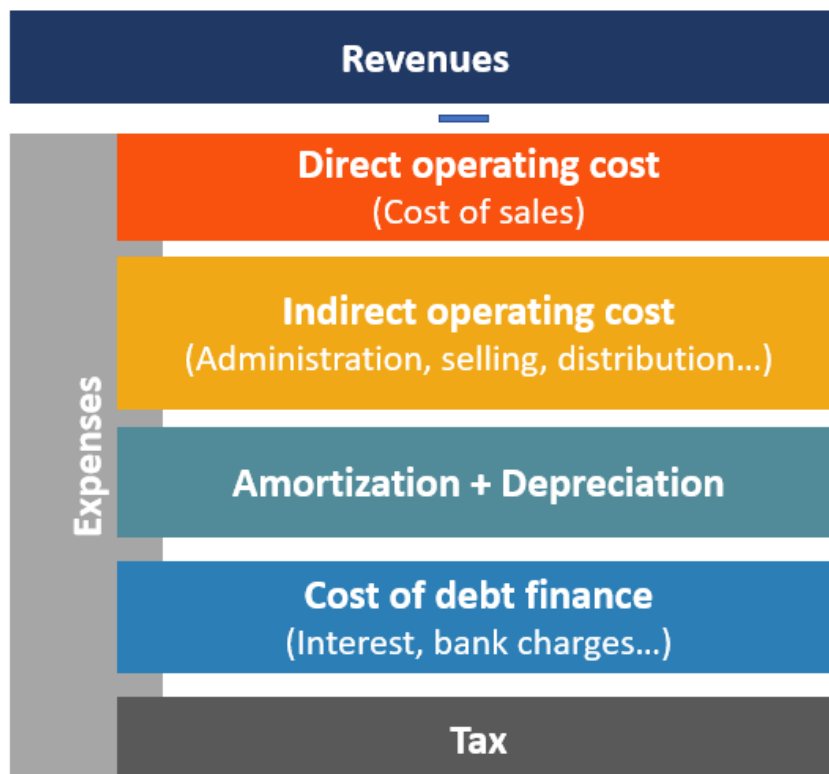 Revenues
Direct operating cost
(Cost of sales)
Indirect operating cost
(Administration, selling, distribution…)
Expenses
Amortization + Depreciation
Cost of debt finance
(Interest, bank charges…)
Tax